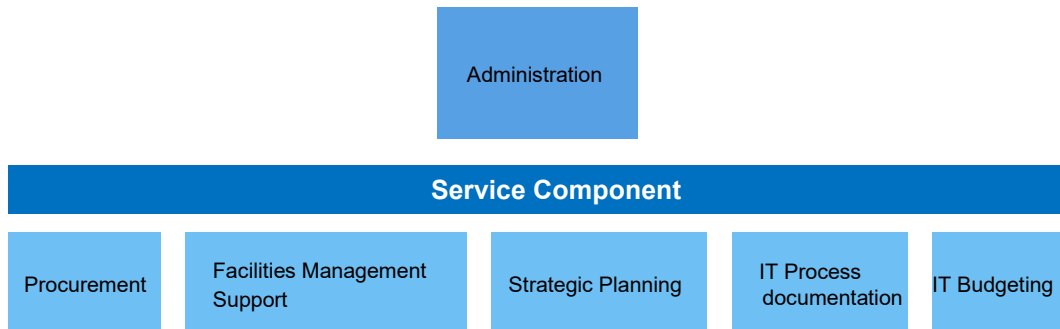 Administration
Service Component
Procurement
Facilities Management
Support
Strategic Planning
IT Process
documentation
IT Budgeting